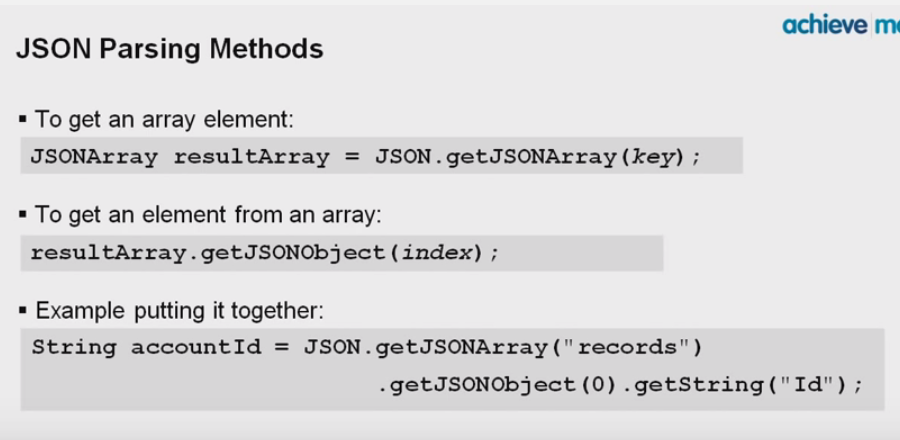 achieve
JSON Parsing Methods
▪ To get an array element:
JSONArray resultArray = JSON.getJSONArray(key);
▪ To get an element from an array:
resultArray.getJSONObject(index);
▪ Example putting it together:
String accountId = JSON.getJSONArray("records")
.getJSONObject(0).getString("Id");